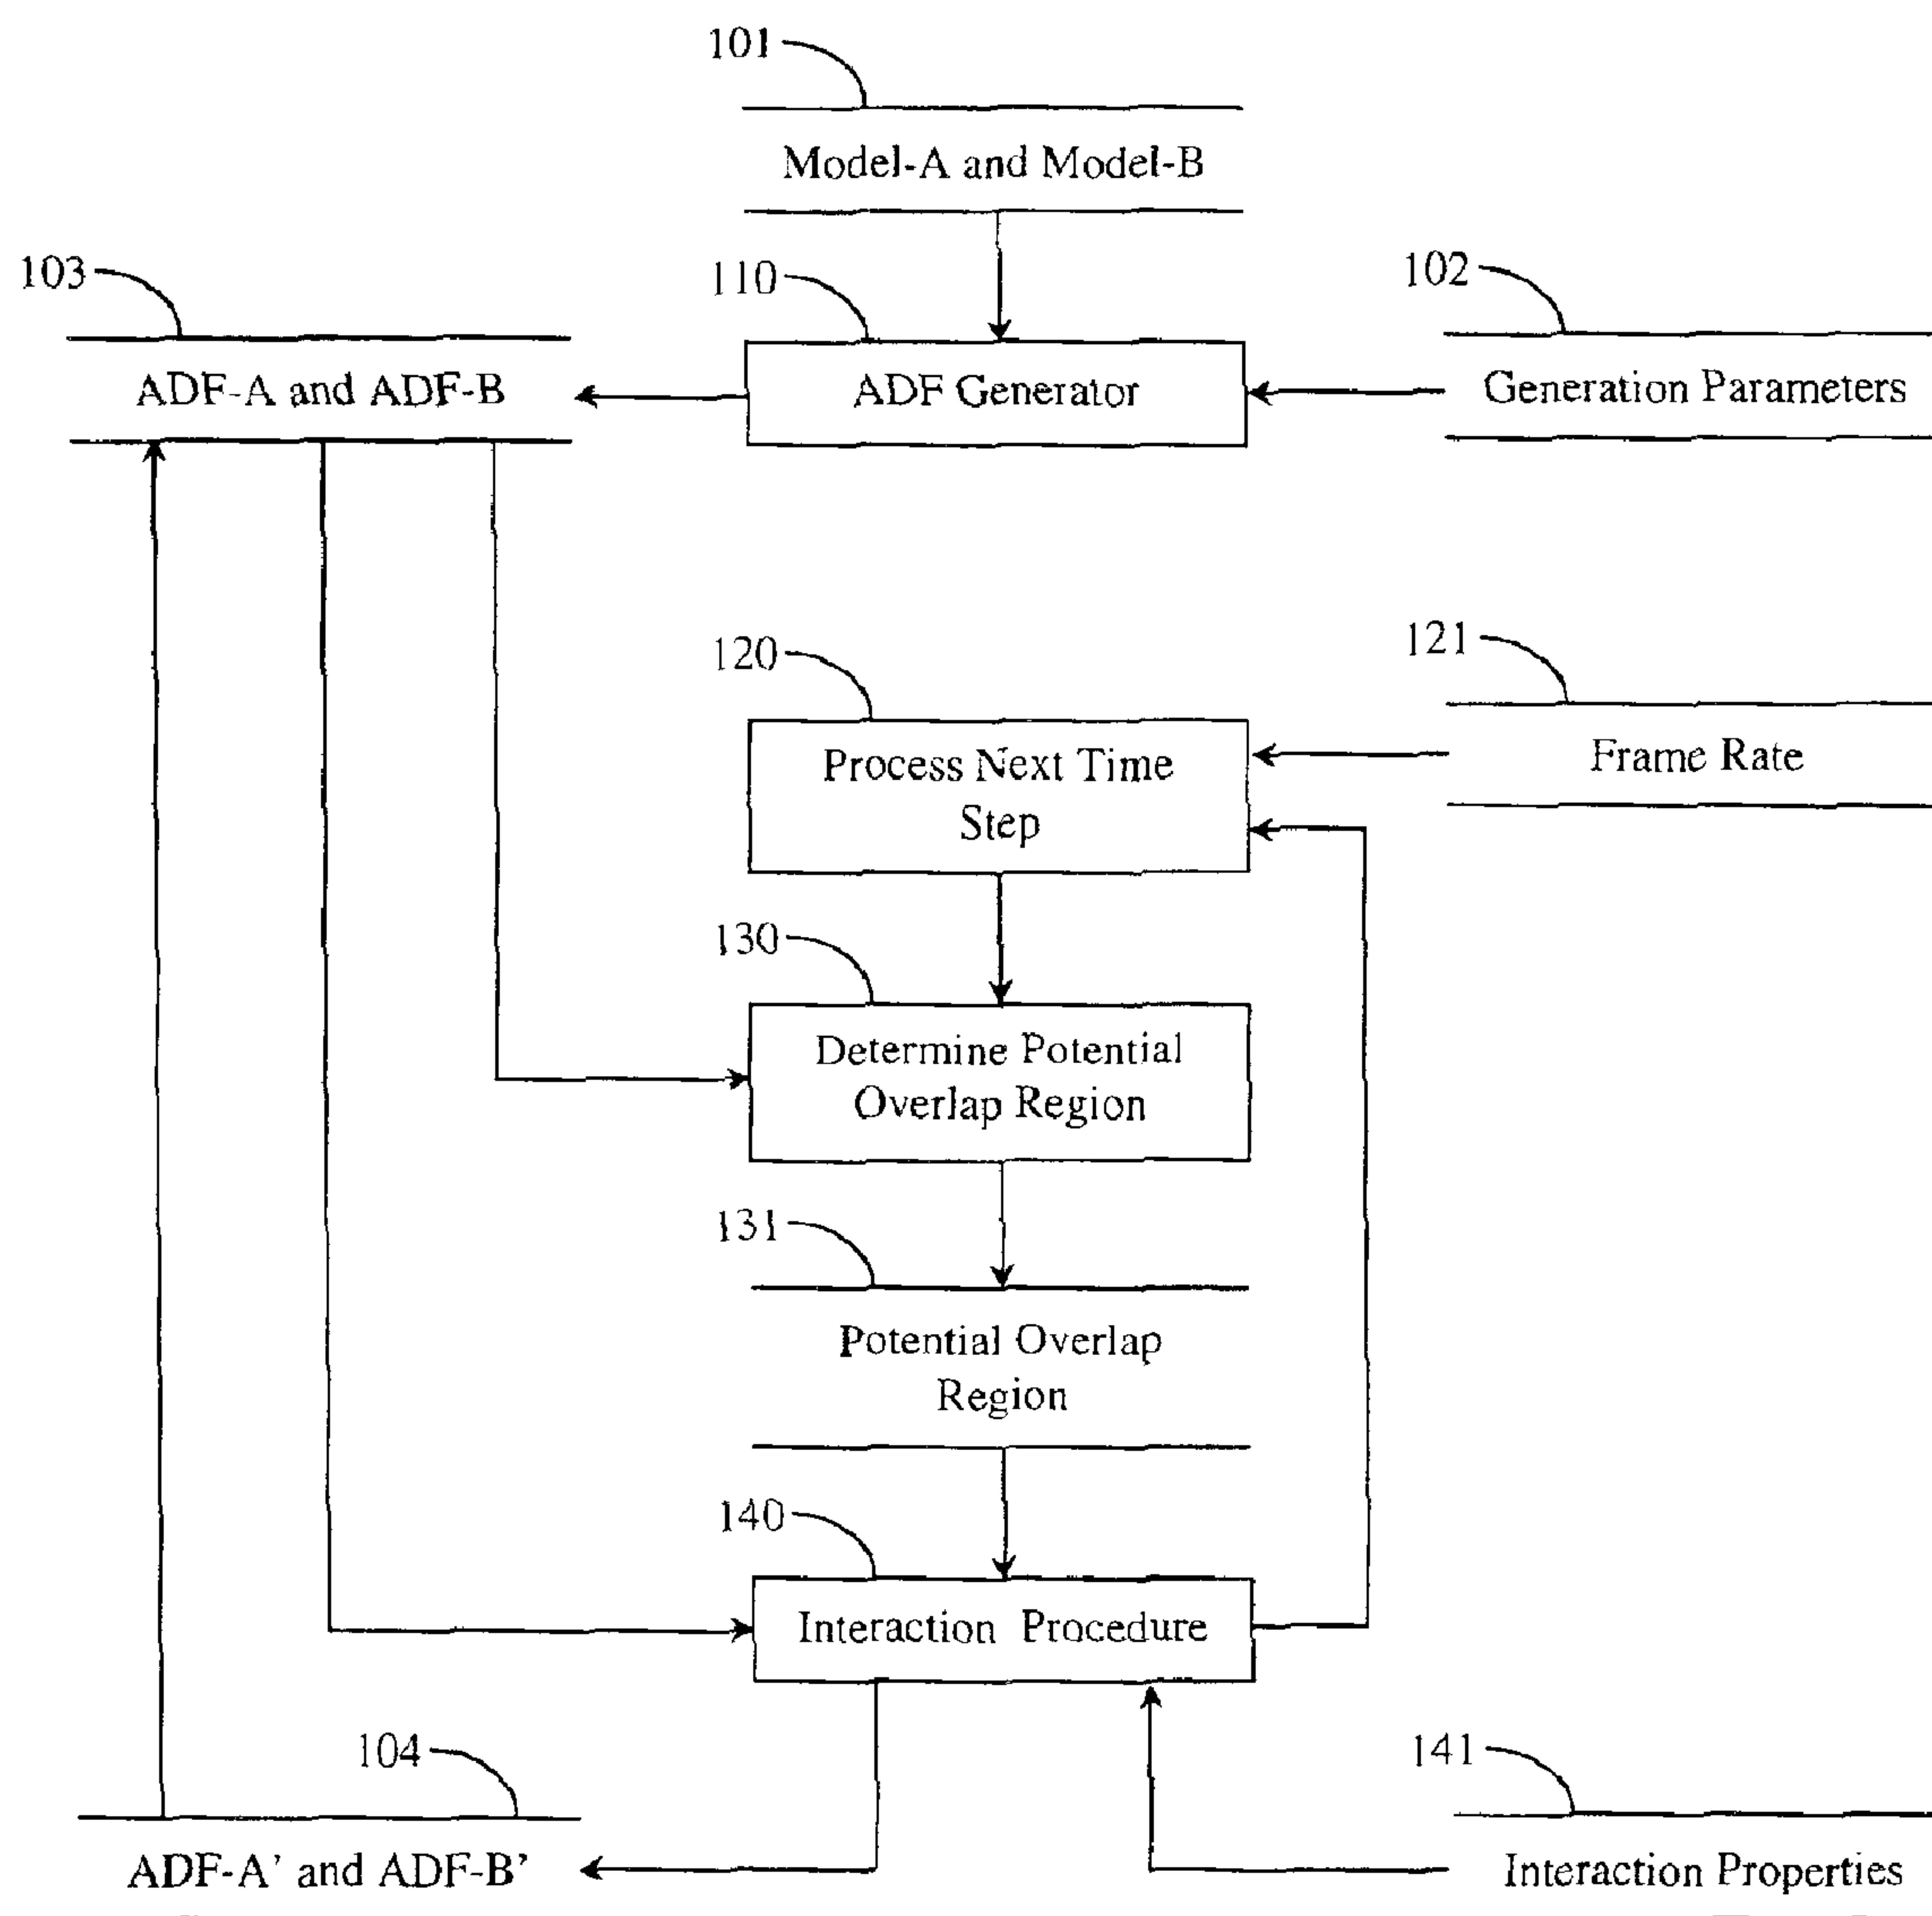 101
Model-A and Model-B
103
110
102
ADF-A and ADF-B
ADF Generator
Generation Parameters
120
121
Process Next Time
Step
Frame Rate
130
Determine Potential
Overlap Region
131
Potential Overlap
Region
140
Interaction Procedure
104
141
ADF-A' and ADF-B'
Interaction Properties